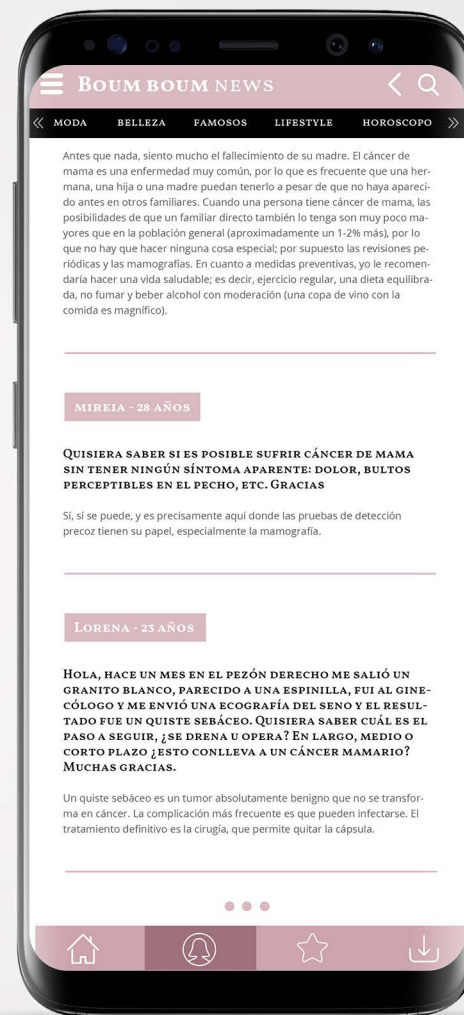 BOUM BOUM NEWS
MODA BELLEZA FAMOSOS LIFESTYLE HOROSCOPO
Antes que nada, siento mucho el fallecimiento de su madre. El cáncer de
mama es una enfermedad muy común, por lo que es frecuente que una her-
mana, una hija o una madre puedan tenerlo a pesar de que no haya apareci-
do antes en otros familiares. Cuando una persona tiene cáncer de mama, las
posibilidades de que un familiar directo también lo tenga son muy poco ma-
yores que en la población general (aproximadamente un 1-2% más), por lo
que no hay que hacer ninguna cosa especial; por supuesto las revisiones pe-
riódicas y las mamografías. En cuanto a medidas preventivas, yo le recomen-
daría hacer una vida saludable; es decir, ejercicio regular, una dieta equilibra-
da, no fumar y beber alcohol con moderación (una copa de vino con la
comida es magnífico).
MIREIA - 28 AÑOS
QUISIERA SABER SI ES POSIBLE SUFRIR CÁNCER DE MAMA
SIN TENER NINGÚN SÍNTOMA APARENTE: DOLOR, BULTOS
PERCEPTIBLES EN EL PECHO, ETC. GRACIAS
Sí, sí se puede, y es precisamente aquí donde las pruebas de detección
precoz tienen su papel, especialmente la mamografía.
LORENA - 23 AÑOS
HOLA, HACE UN MES EN EL PEZÓN DERECHO ME SALIÓ UN
GRANITO BLANCO, PARECIDO A UNA ESPINILLA, FUI AL GINE-
CÓLOGO Y ME ENVIÓ UNA ECOGRAFÍA DEL SENO Y EL RESUL-
TADO FUE UN QUISTE SEBÁCEO. QUISIERA SABER CUÁL ES EL
PASO A SEGUIR, ¿SE DRENA U OPERA? EN LARGO, MEDIO O
CORTO PLAZO ¿ESTO CONLLEVA A UN CÁNCER MAMARIO?
MUCHAS GRACIAS.
Un quiste sebáceo es un tumor absolutamente benigno que no se transfor-
ma en cáncer. La complicación más frecuente es que pueden infectarse. El
tratamiento definitivo es la cirugía, que permite quitar la cápsula.